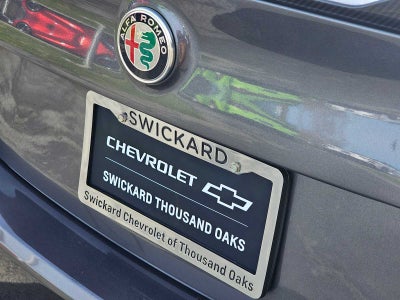 ALFA ROMEO
SWICKARD
CHEVROLET
SWICKARD THOUSAND OAKS
Swickard Chevrolet of Thousand Oaks